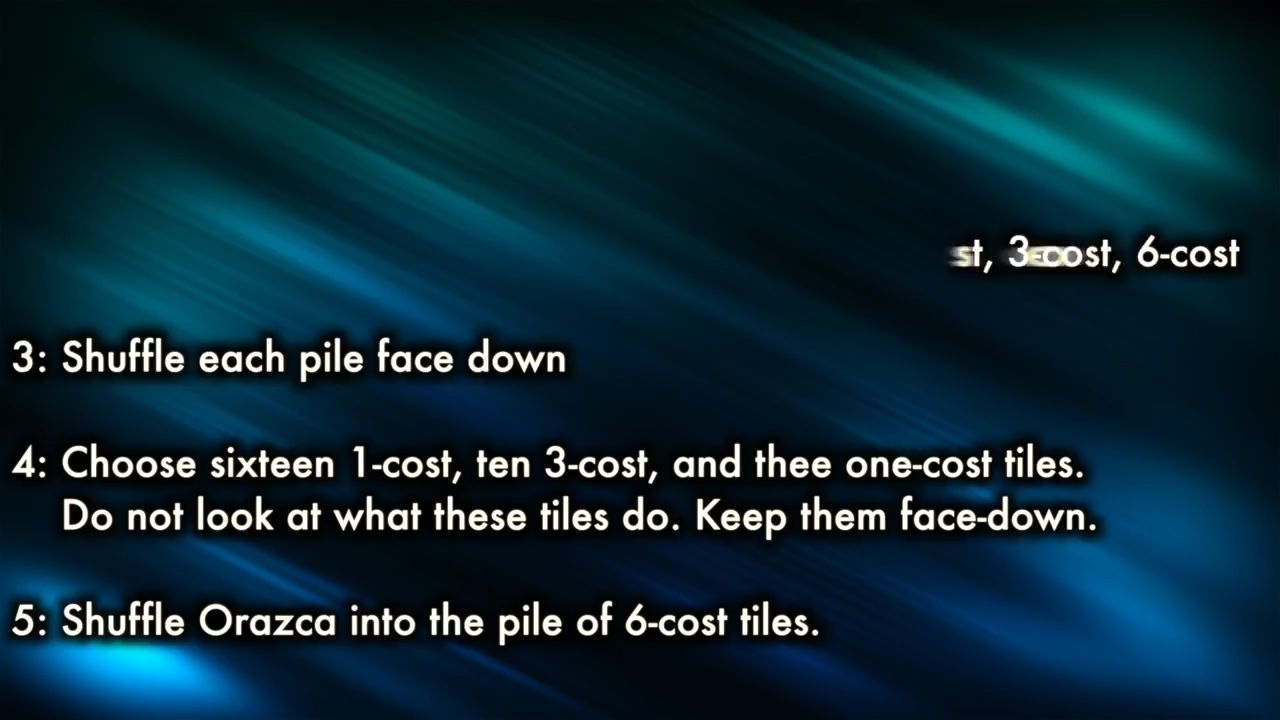 st, 3-cost, 6-cost
3: Shuffle each pile face down
4: Choose sixteen 1-cost, ten 3-cost, and thee one-cost tiles.
Do not look at what these tiles do. Keep them face-down.
5: Shuffle Orazca into the pile of 6-cost tiles.